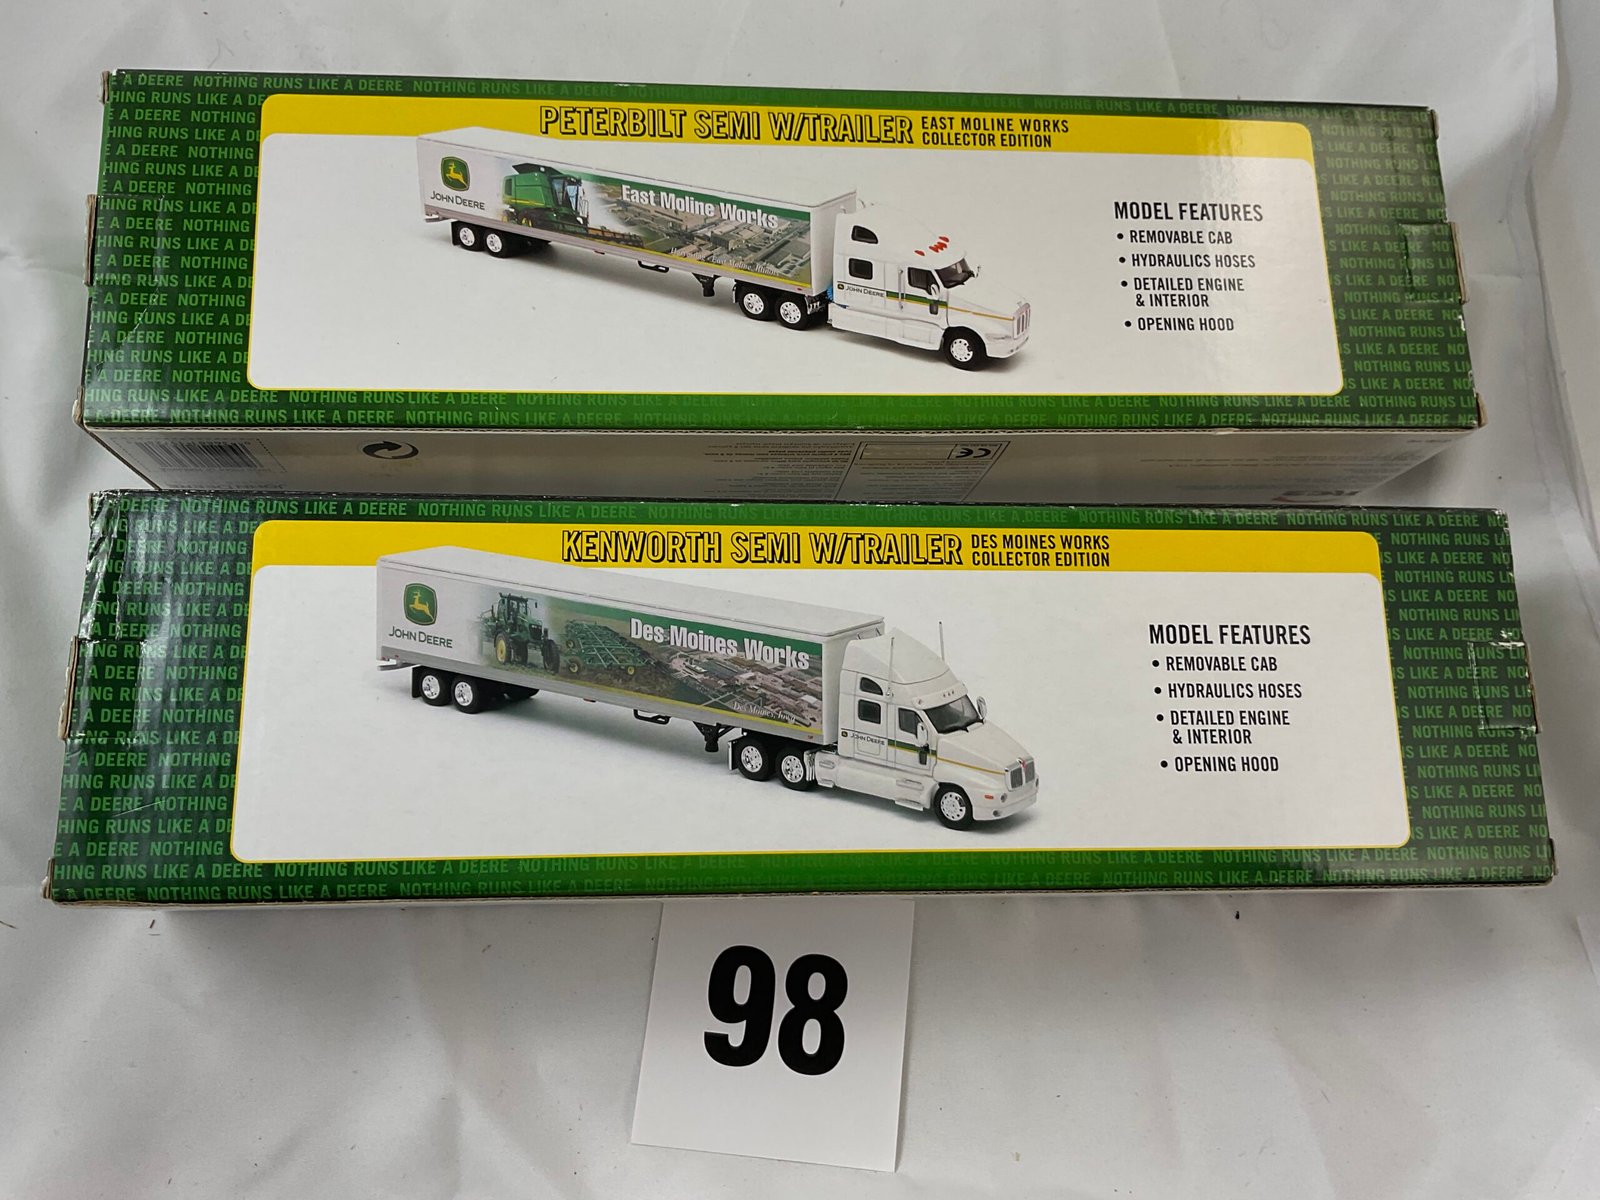 NOTHING RUNS LIKE A DEERE
PETERBILT SEMI W/TRAILER EAST MOLINE WORKS
COLLECTOR EDITION
JOHN DEERE
East Moline Works
JOHN DEERE
MODEL FEATURES
• REMOVABLE CAB
• HYDRAULICS HOSES
• DETAILED ENGINE
& INTERIOR
• OPENING HOOD
CE
NOTHING RUNS LIKE A DEERE
KENWORTH SEMI W/TRAILER DES MOINES WORKS
COLLECTOR EDITION
JOHN DEERE
Des Moines Works
Des Moines, Iowa
JOHN DEERE
MODEL FEATURES
• REMOVABLE CAB
• HYDRAULICS HOSES
• DETAILED ENGINE
& INTERIOR
• OPENING HOOD
98